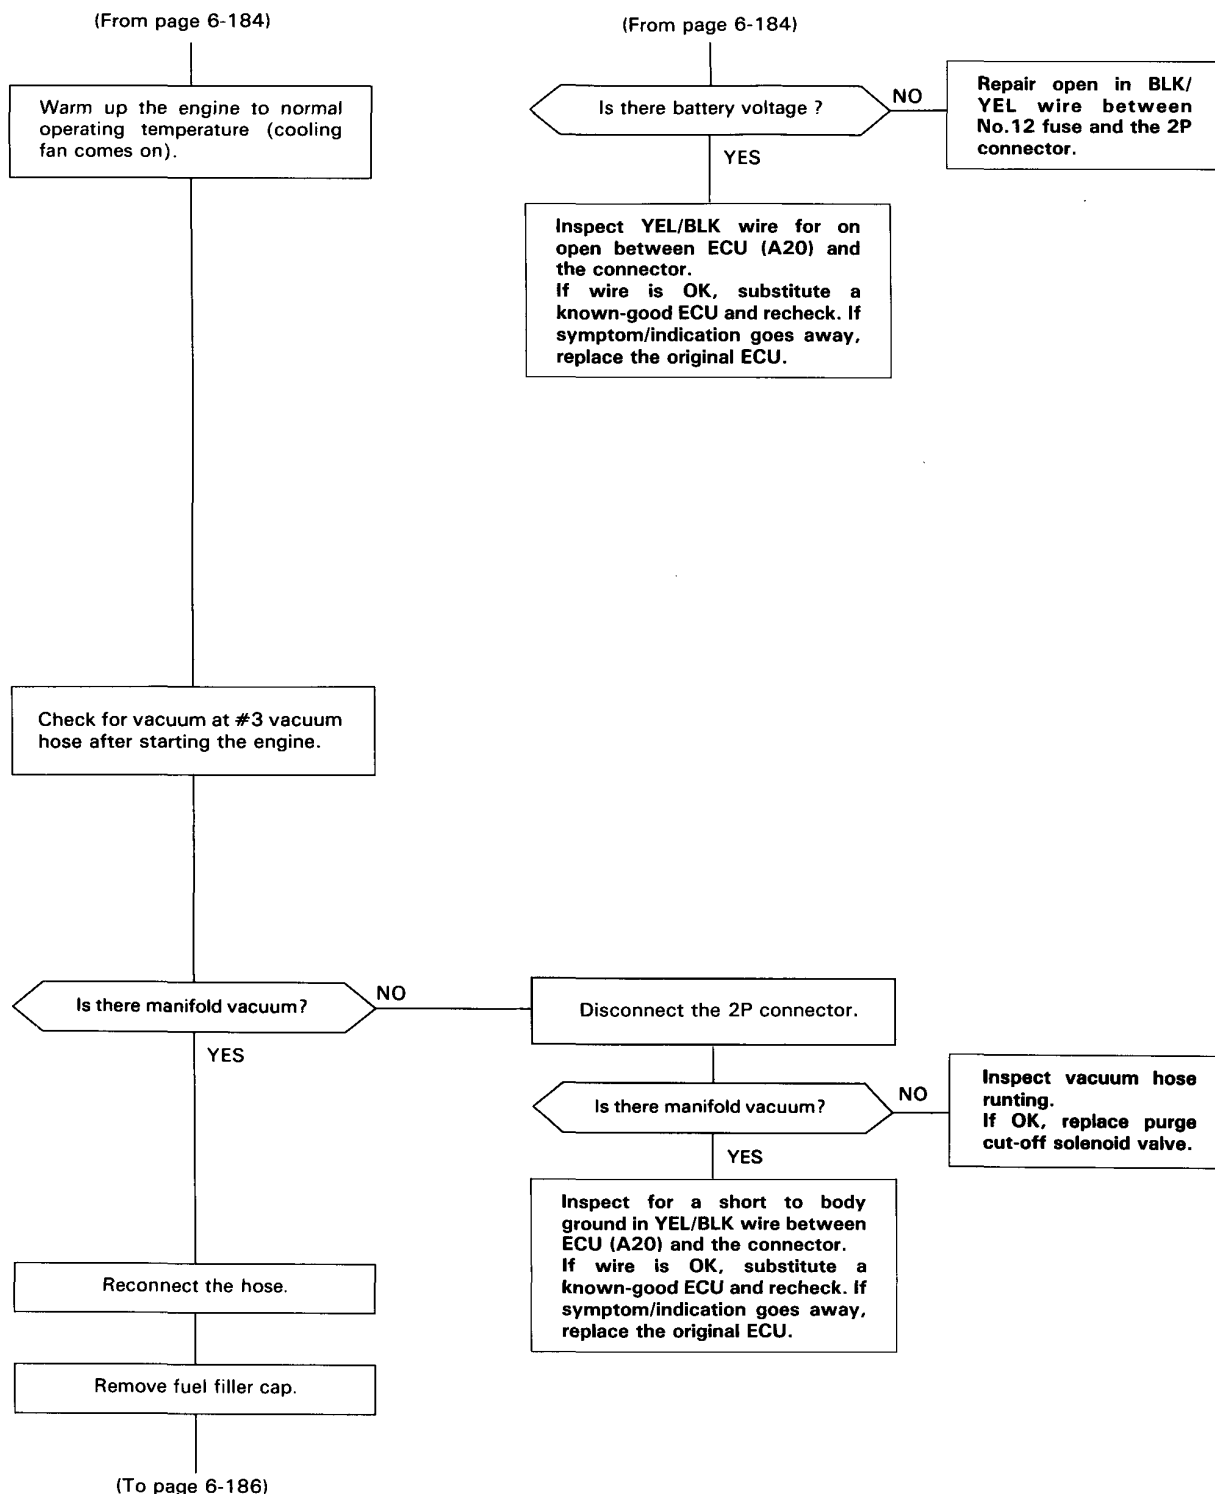 (From page 6-184)
Warm up the engine to normal
operating temperature (cooling
fan comes on).
Check for vacuum at #3 vacuum
hose after starting the engine.
Is there manifold vacuum?
NO
YES
Reconnect the hose.
Remove fuel filler cap.
(To page 6-186)
(From page 6-184)
Is there battery voltage ?
NO
Repair open in BLK/
YEL wire between
No.12 fuse and the 2P
connector.
YES
Inspect YEL/BLK wire for on
open between ECU (A20) and
the connector.
If wire is OK, substitute a
known-good ECU and recheck. If
symptom/indication goes away,
replace the original ECU.
Disconnect the 2P connector.
Is there manifold vacuum?
NO
Inspect vacuum hose
runting.
If OK, replace purge
cut-off solenoid valve.
YES
Inspect for a short to body
ground in YEL/BLK wire between
ECU (A20) and the connector.
If wire is OK, substitute a
known-good ECU and recheck. If
symptom/indication goes away,
replace the original ECU.